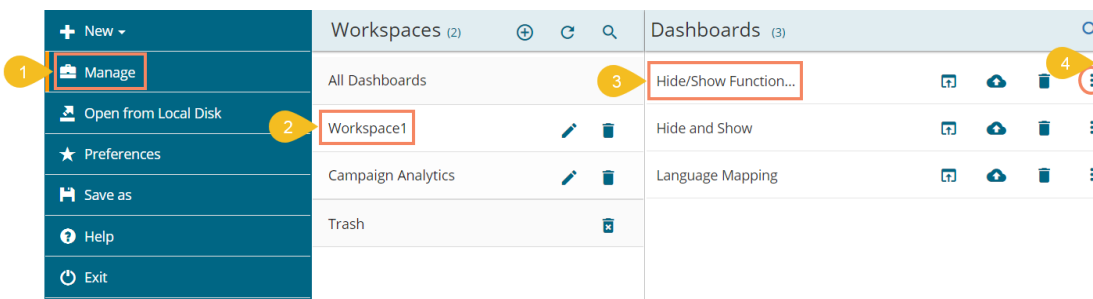 New
1
Manage
Open from Local Disk
Preferences
Save as
Help
Exit
Workspaces (2)
All Dashboards
2
Workspace1
Campaign Analytics
Trash
Dashboards (3)
3
Hide/Show Function...
4
Hide and Show
Language Mapping